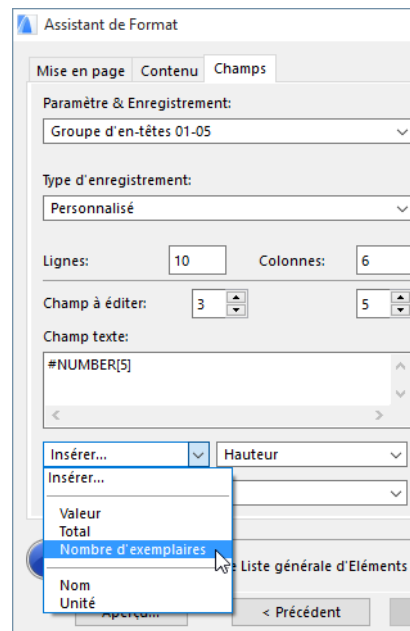 Assistant de Format
Mise en page Contenu Champs
Paramètre & Enregistrement:
Groupe d'en-têtes 01-05
Type d'enregistrement:
Personnalisé
Lignes: 10 Colonnes: 6
Champ à éditer: 3 5
Champ texte:
#NUMBER[5]
Insérer... Hauteur
Insérer...
Valeur
Total
Nombre d'exemplaires
Liste générale d'Eléments
Nom
Unité
< Précédent